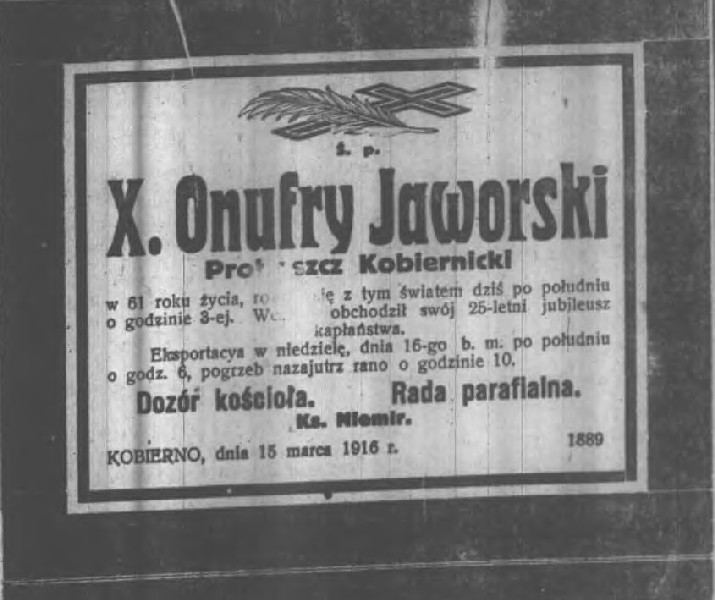 ś. p.
X. Onufry Jaworski
Kobiernicki
w 61 roku życia, z tym światem dziś po południu
o godzinie 3-ej. obchodził swój 25-letni jubileusz
kapłaństwa.
Eksportacya w niedzielę, dnia 16-go b. m. po południu
o godz. 6, pogrzeb nazajutrz rano o godzinie 10.
Dozór kościoła. Rada parafialna.
Ks. Niemir.
KOBIERNO, dnia 15 marca 1916 r. 1889